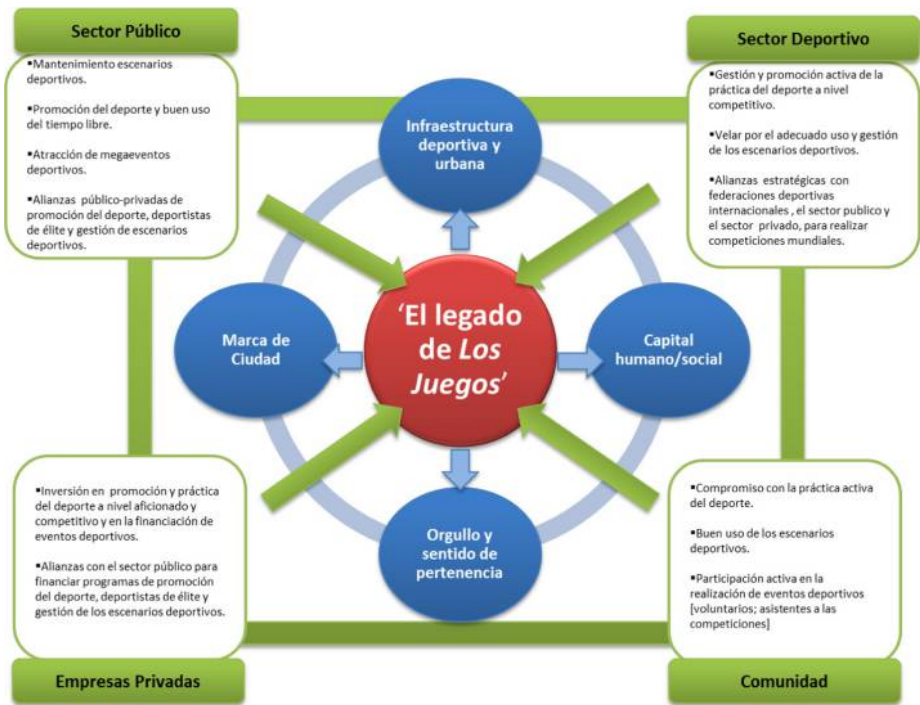 Sector Público
▪Mantenimiento escenarios
deportivos.
▪Promoción del deporte y buen uso
del tiempo libre.
▪Atracción de megaeventos
deportivos.
▪Alianzas público-privadas de
promoción del deporte, deportistas
de élite y gestión de escenarios
deportivos.
Sector Deportivo
▪Gestión y promoción activa de la
práctica del deporte a nivel
competitivo.
▪Velar por el adecuado uso y gestión
de los escenarios deportivos.
▪Alianzas estratégicas con
federaciones deportivas
internacionales , el sector publico y
el sector privado, para realizar
competiciones mundiales.
Infraestructura
deportiva y
urbana
Marca de
Ciudad
‘El legado
de Los
Juegos’
Capital
humano/social
Orgullo y
sentido de
pertenencia
▪Inversión en promoción y práctica
del deporte a nivel aficionado y
competitivo y en la financiación de
eventos deportivos.
▪Alianzas con el sector público para
financiar programas de promoción
del deporte, deportistas de élite y
gestión de los escenarios deportivos.
Empresas Privadas
▪Compromiso con la práctica activa
del deporte.
▪Buen uso de los escenarios
deportivos.
▪Participación activa en la
realización de eventos deportivos
[voluntarios; asistentes a las
competiciones]
Comunidad